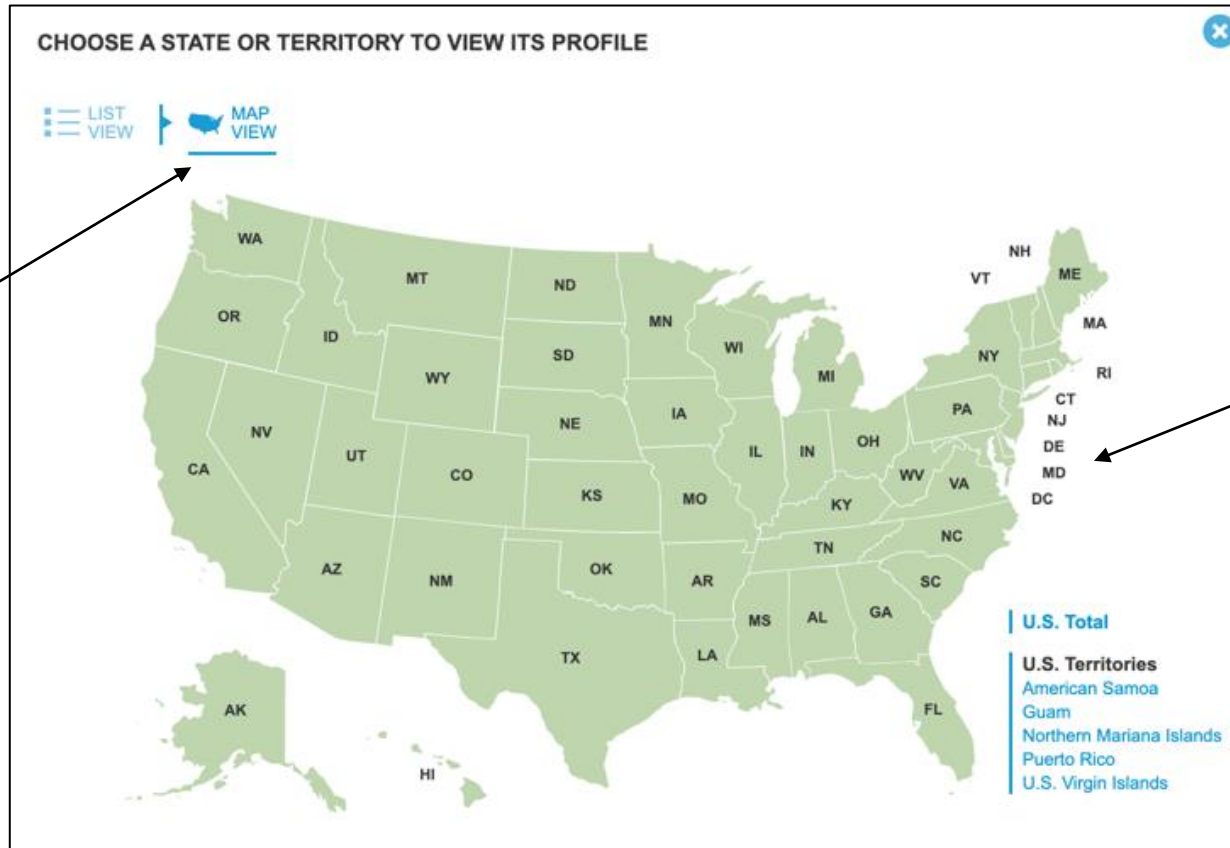 CHOOSE A STATE OR TERRITORY TO VIEW ITS PROFILE
LIST
VIEW
MAP
VIEW
WA
MT
ND
MN
OR
ID
SD
WI
MI
WY
NH
VT
ME
MA
NY
RI
CT
PA
NJ
IA
NE
NV
UT
CO
CA
IL
IN
OH
DE
MD
WV
VA
DC
KS
MO
KY
NC
TN
AZ
NM
OK
AR
SC
MS
AL
GA
TX
LA
FL
AK
HI
U.S. Total
U.S. Territories
American Samoa
Guam
Northern Mariana Islands
Puerto Rico
U.S. Virgin Islands